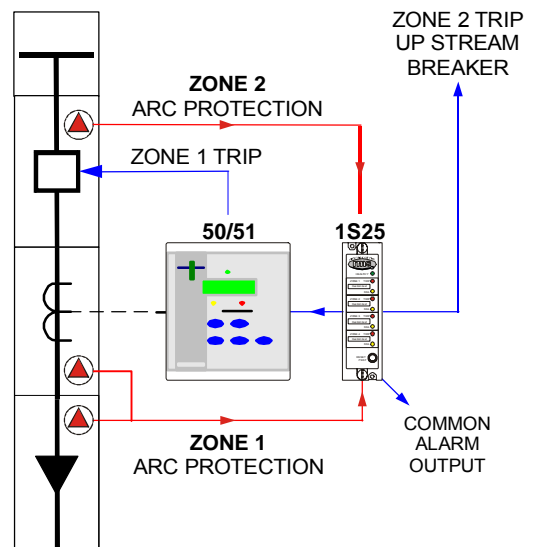 ZONE 2 TRIP
UP STREAM
BREAKER
ZONE 2
ARC PROTECTION
ZONE 1 TRIP
50/51
1S25
ZONE 1
ARC PROTECTION
COMMON
ALARM
OUTPUT